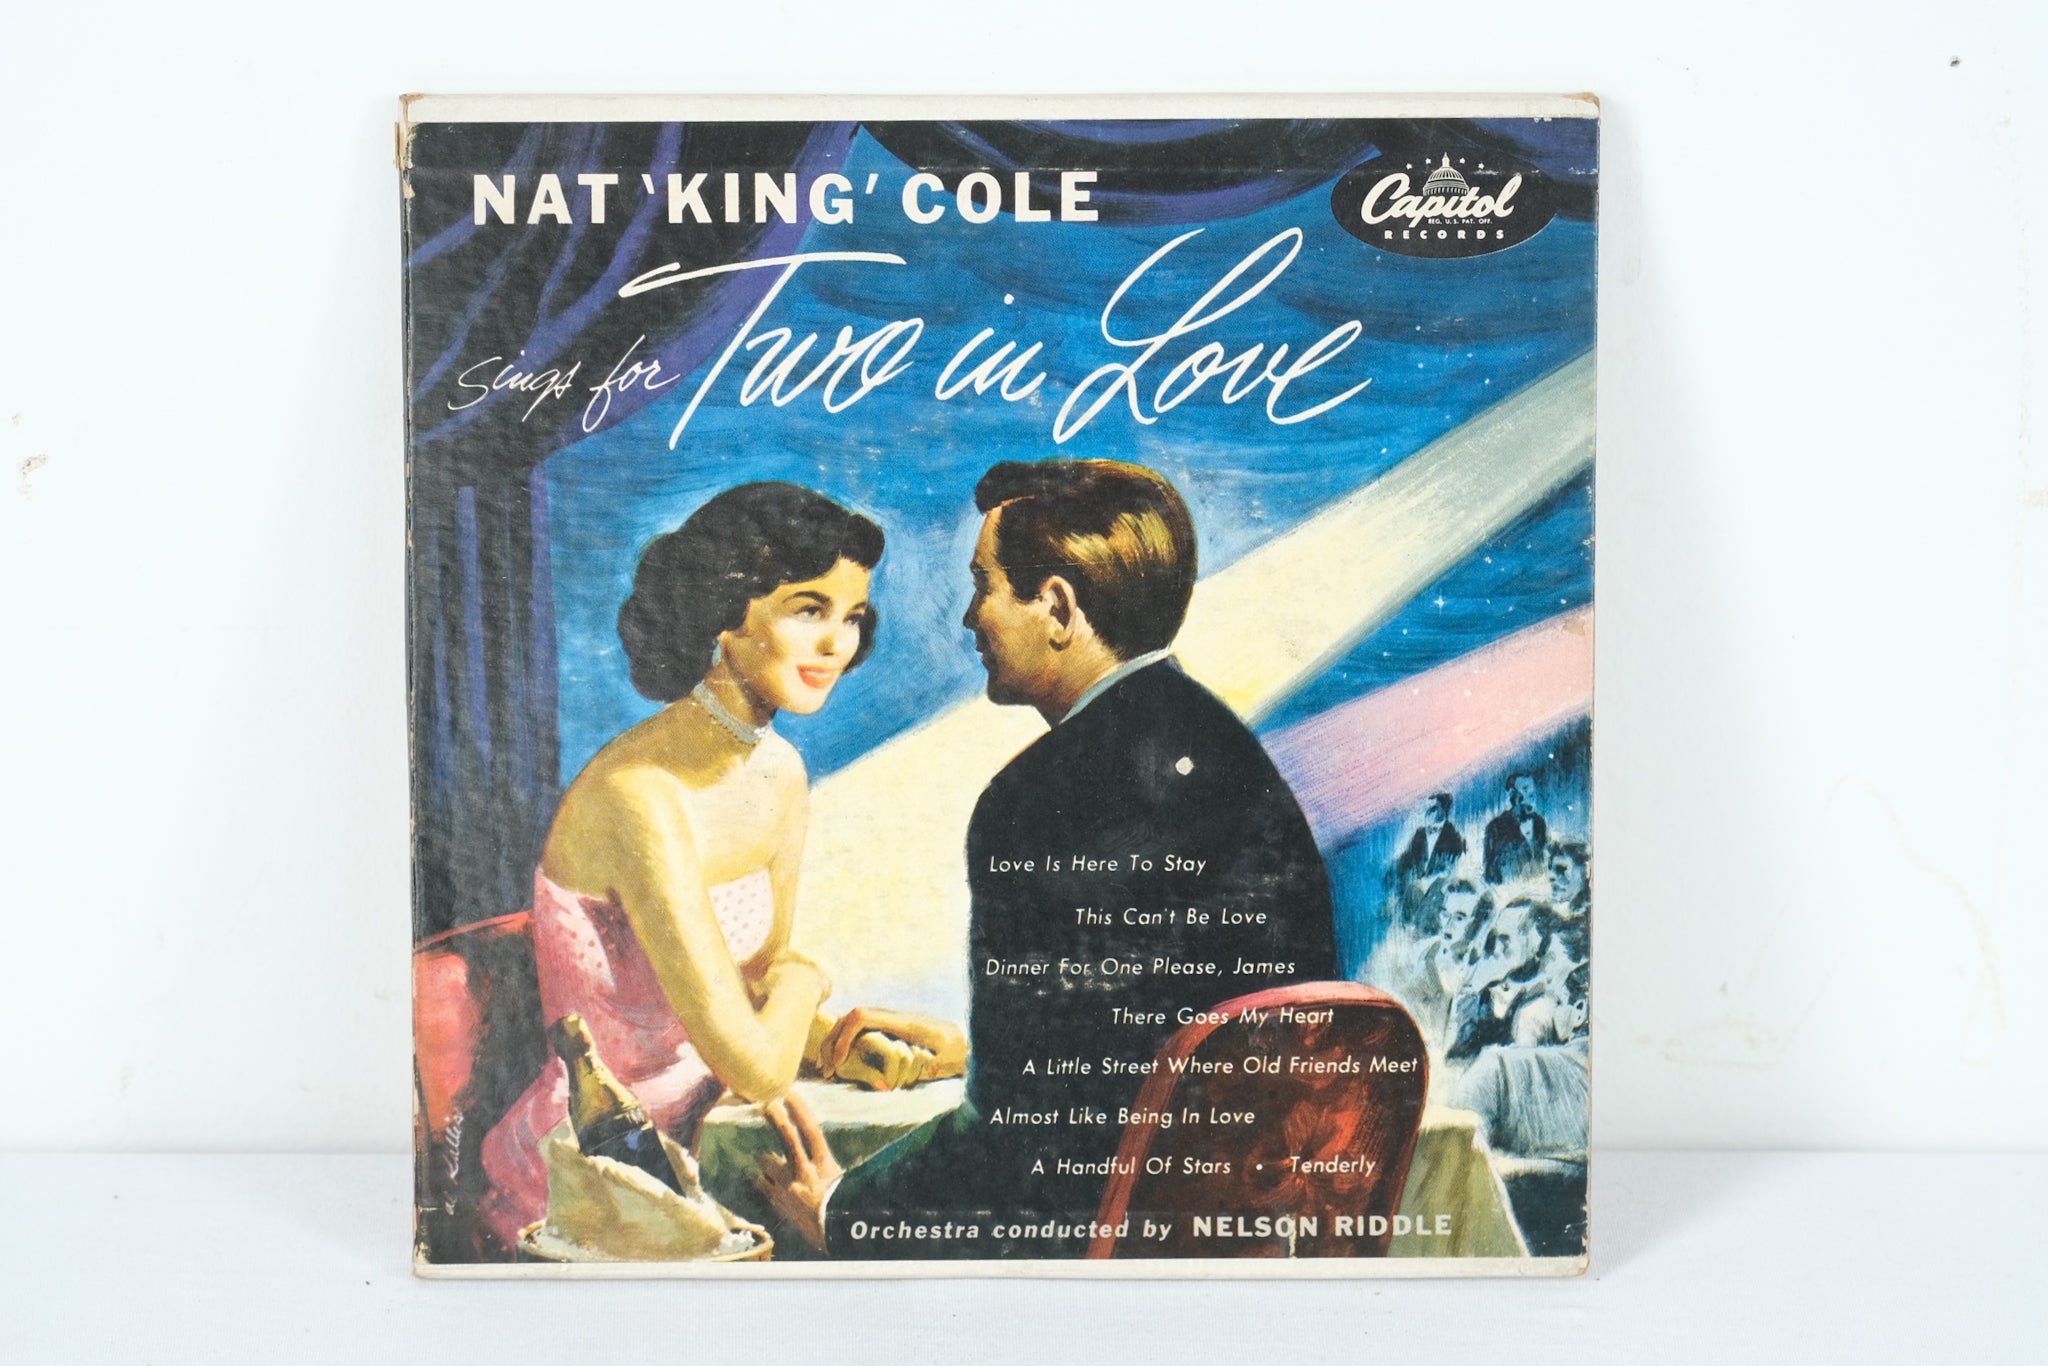 NAT 'KING' COLE
Capitol
REG. U.S. PAT. OFF.
RECORDS
sings for Two in Love
Love Is Here To Stay
This Can't Be Love
Dinner For One Please, James
There Goes My Heart
A Little Street Where Old Friends Meet
Almost Like Being In Love
A Handful Of Stars • Tenderly
Orchestra conducted by NELSON RIDDLE